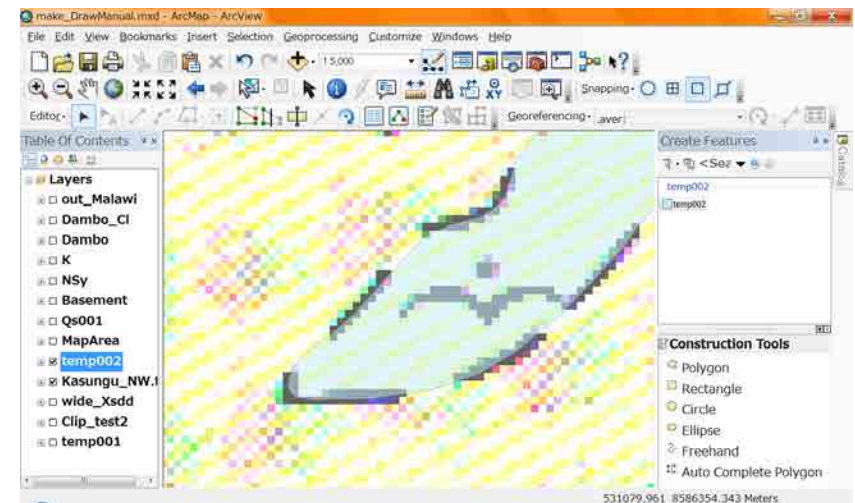 make_DrawManual.mxd - ArcMap - ArcView
File Edit View Bookmarks Insert Selection Geoprocessing Customize Windows Help
1:5,000
Snapping
Editor
Georeferencing
Table Of Contents
Layers
out_Malawi
Dambo_Cl
Dambo
K
NSy
Basement
Qs001
MapArea
temp002
Kasungu_NW.
wide_Xsdd
Clip_test2
temp001
Create Features
temp002
temp002
Catalog
Construction Tools
Polygon
Rectangle
Circle
Ellipse
Freehand
Auto Complete Polygon
531079.961 8586354.343 Meters